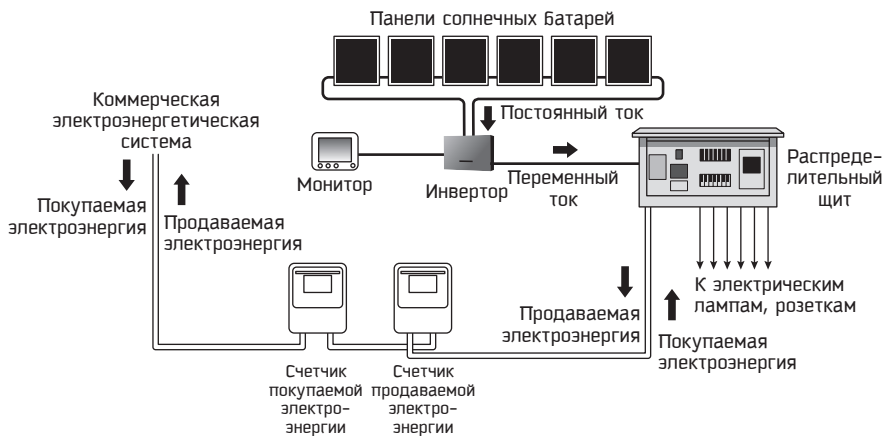 Панели солнечных батарей
Коммерческая
электроэнергетическая
система
Постоянный ток
Монитор
Инвертор
Переменный
ток
Распреде-
лительный
щит
Покупаемая
электроэнергия
Продаваемая
электроэнергия
К электрическим
лампам, розеткам
Продаваемая
электроэнергия
Покупаемая
электроэнергия
Счетчик
покупаемой
электро-
энергии
Счетчик
продаваемой
электро-
энергии